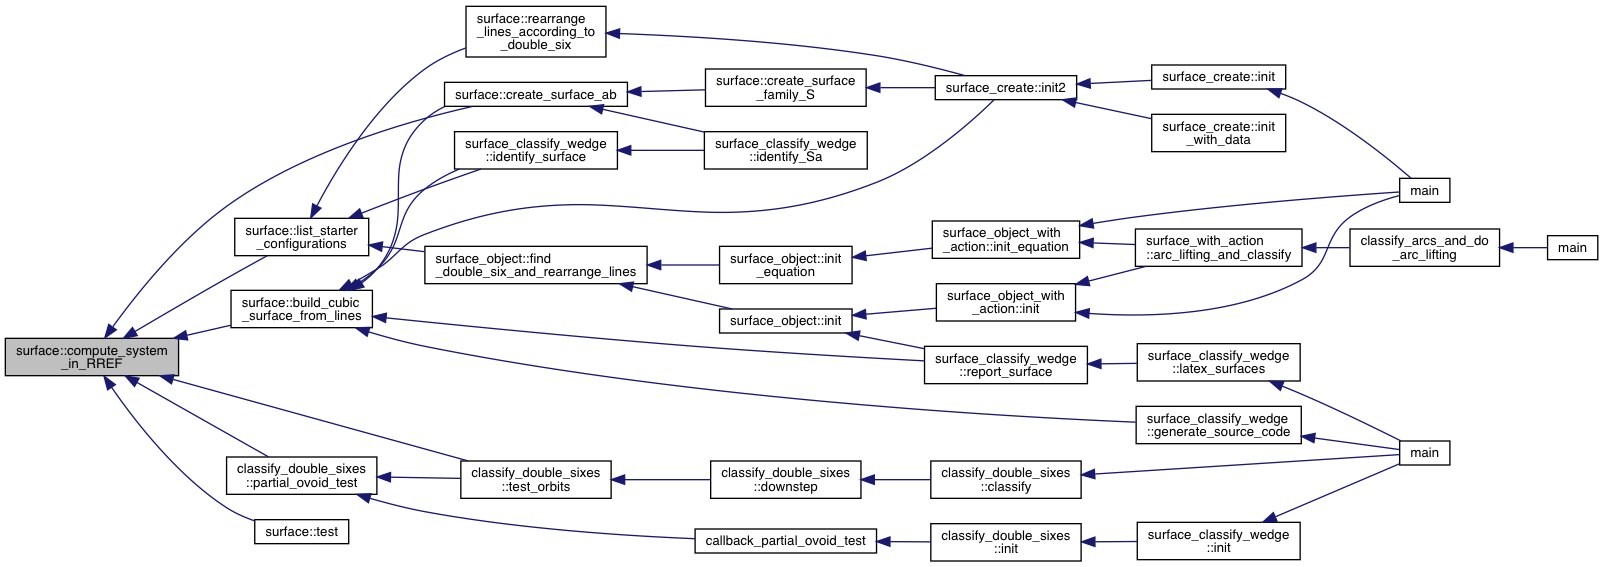 surface::rearrange
_lines_according_to
_double_six
surface::create_surface_ab
surface::create_surface
_family_S
surface_create::init2
surface_create::init
surface_create::init
_with_data
surface_classify_wedge
::identify_surface
surface_classify_wedge
::identify_Sa
main
surface::list_starter
_configurations
surface_object::find
_double_six_and_rearrange_lines
surface_object::init
_equation
surface_object_with
_action::init_equation
surface_with_action
::arc_lifting_and_classify
classify_arcs_and_do
_arc_lifting
main
surface::build_cubic
_surface_from_lines
surface_object::init
surface_object_with
_action::init
surface::compute_system
_in_RREF
surface_classify_wedge
::report_surface
surface_classify_wedge
::latex_surfaces
surface_classify_wedge
::generate_source_code
main
classify_double_sixes
::partial_ovoid_test
classify_double_sixes
::test_orbits
classify_double_sixes
::downstep
classify_double_sixes
::classify
surface::test
callback_partial_ovoid_test
classify_double_sixes
::init
surface_classify_wedge
::init